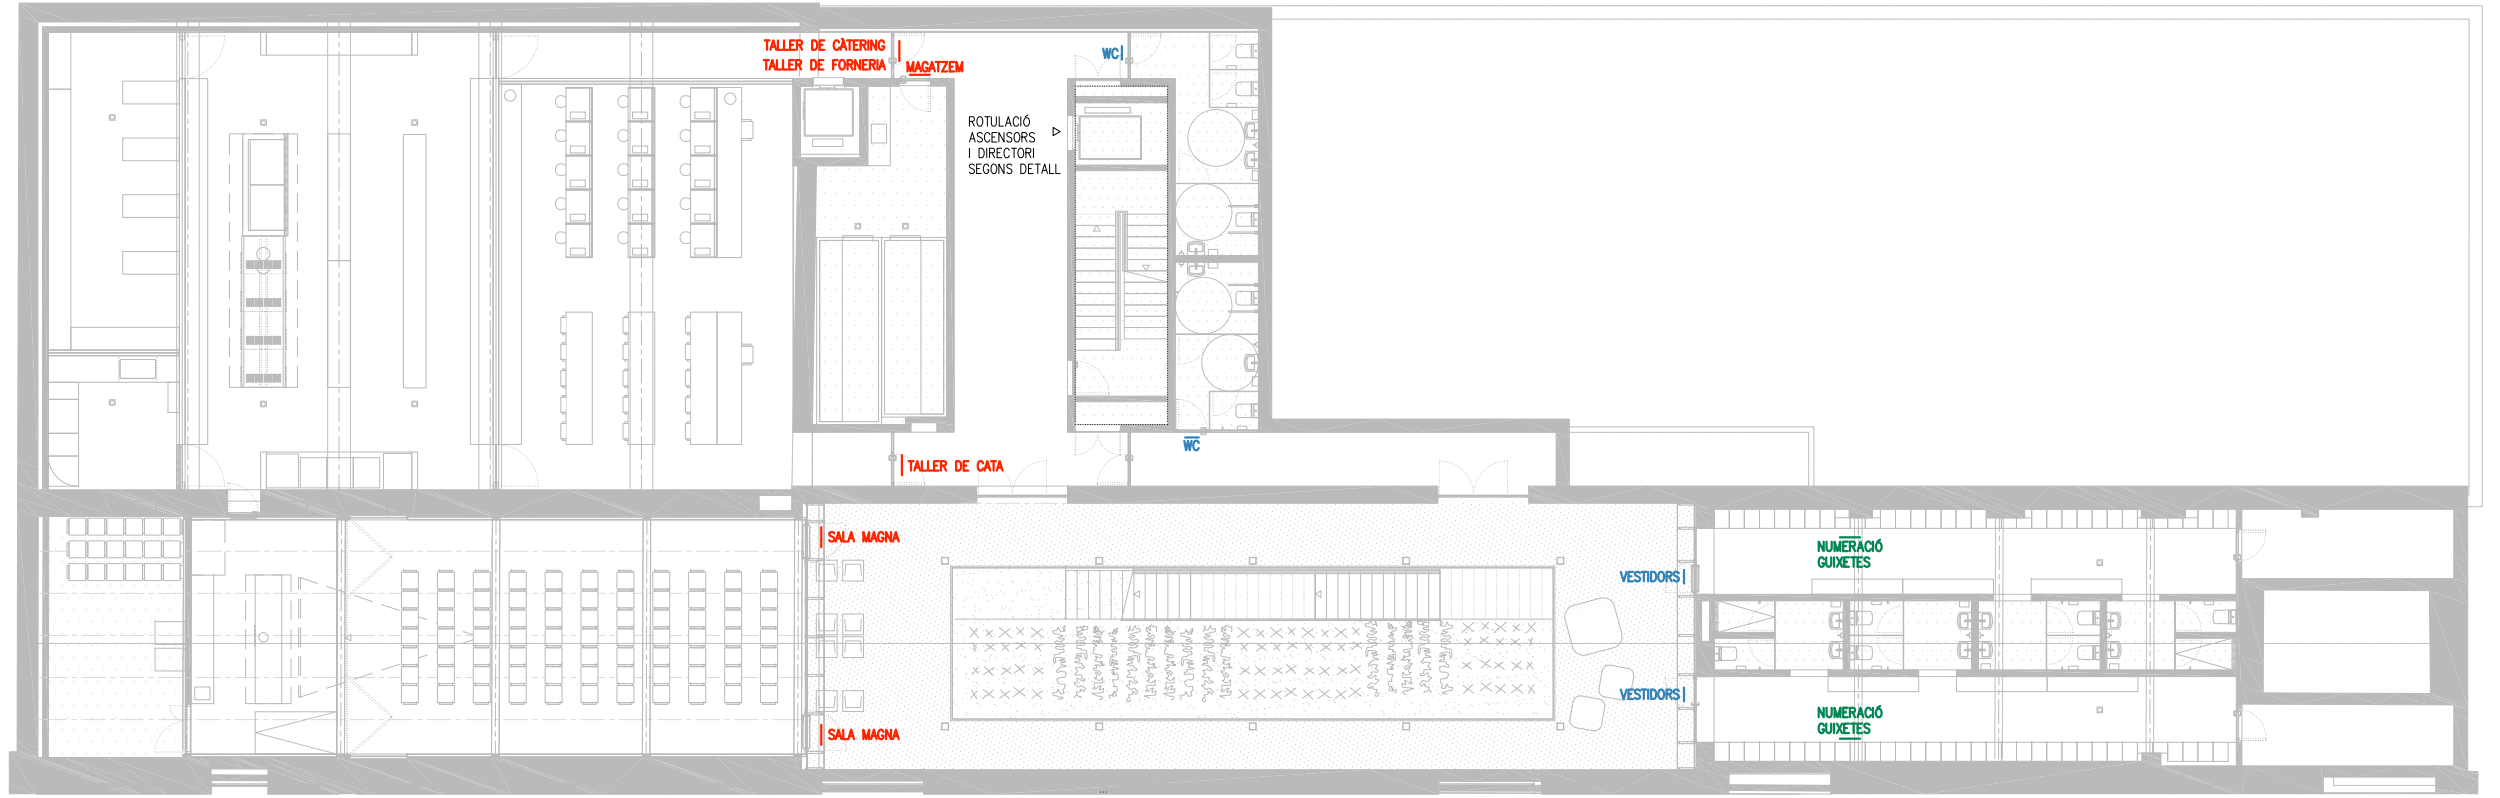 TALLER DE CÀTERING
TALLER DE FORNERIA
MAGATZEM
WC
ROTULACIÓ
ASCENSORS
I DIRECTORI
SEGONS DETALL
WC
TALLER DE CATA
SALA MAGNA
NUMERACIÓ
GUIXETES
VESTIDORS
VESTIDORS
NUMERACIÓ
GUIXETES
SALA MAGNA